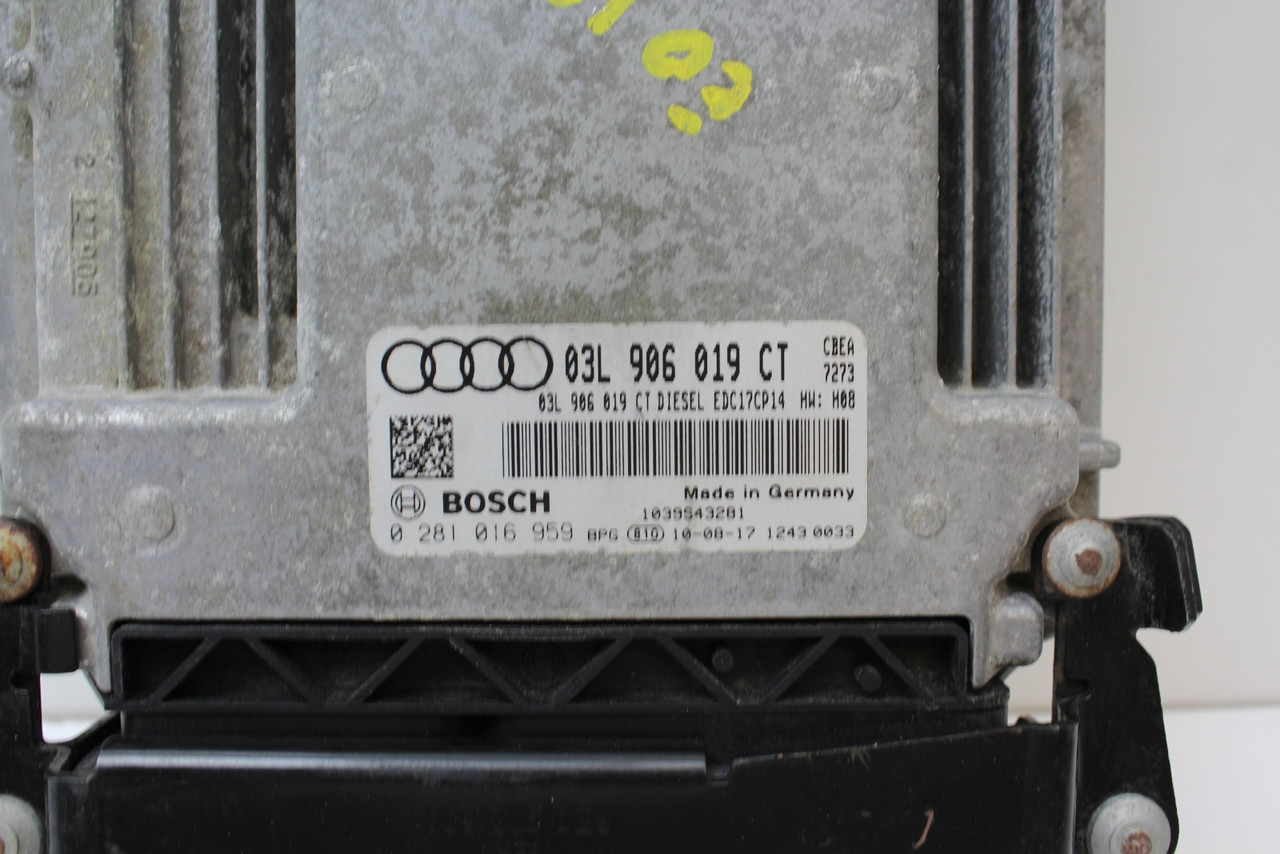 03L 906 019 CT
CBEA
7273
03L 906 019 CT DIESEL EDC17CP14 HW: H08
BOSCH
Made in Germany
1039S43281
0 281 016 959 BPG B10 10-08-17 1243 0033